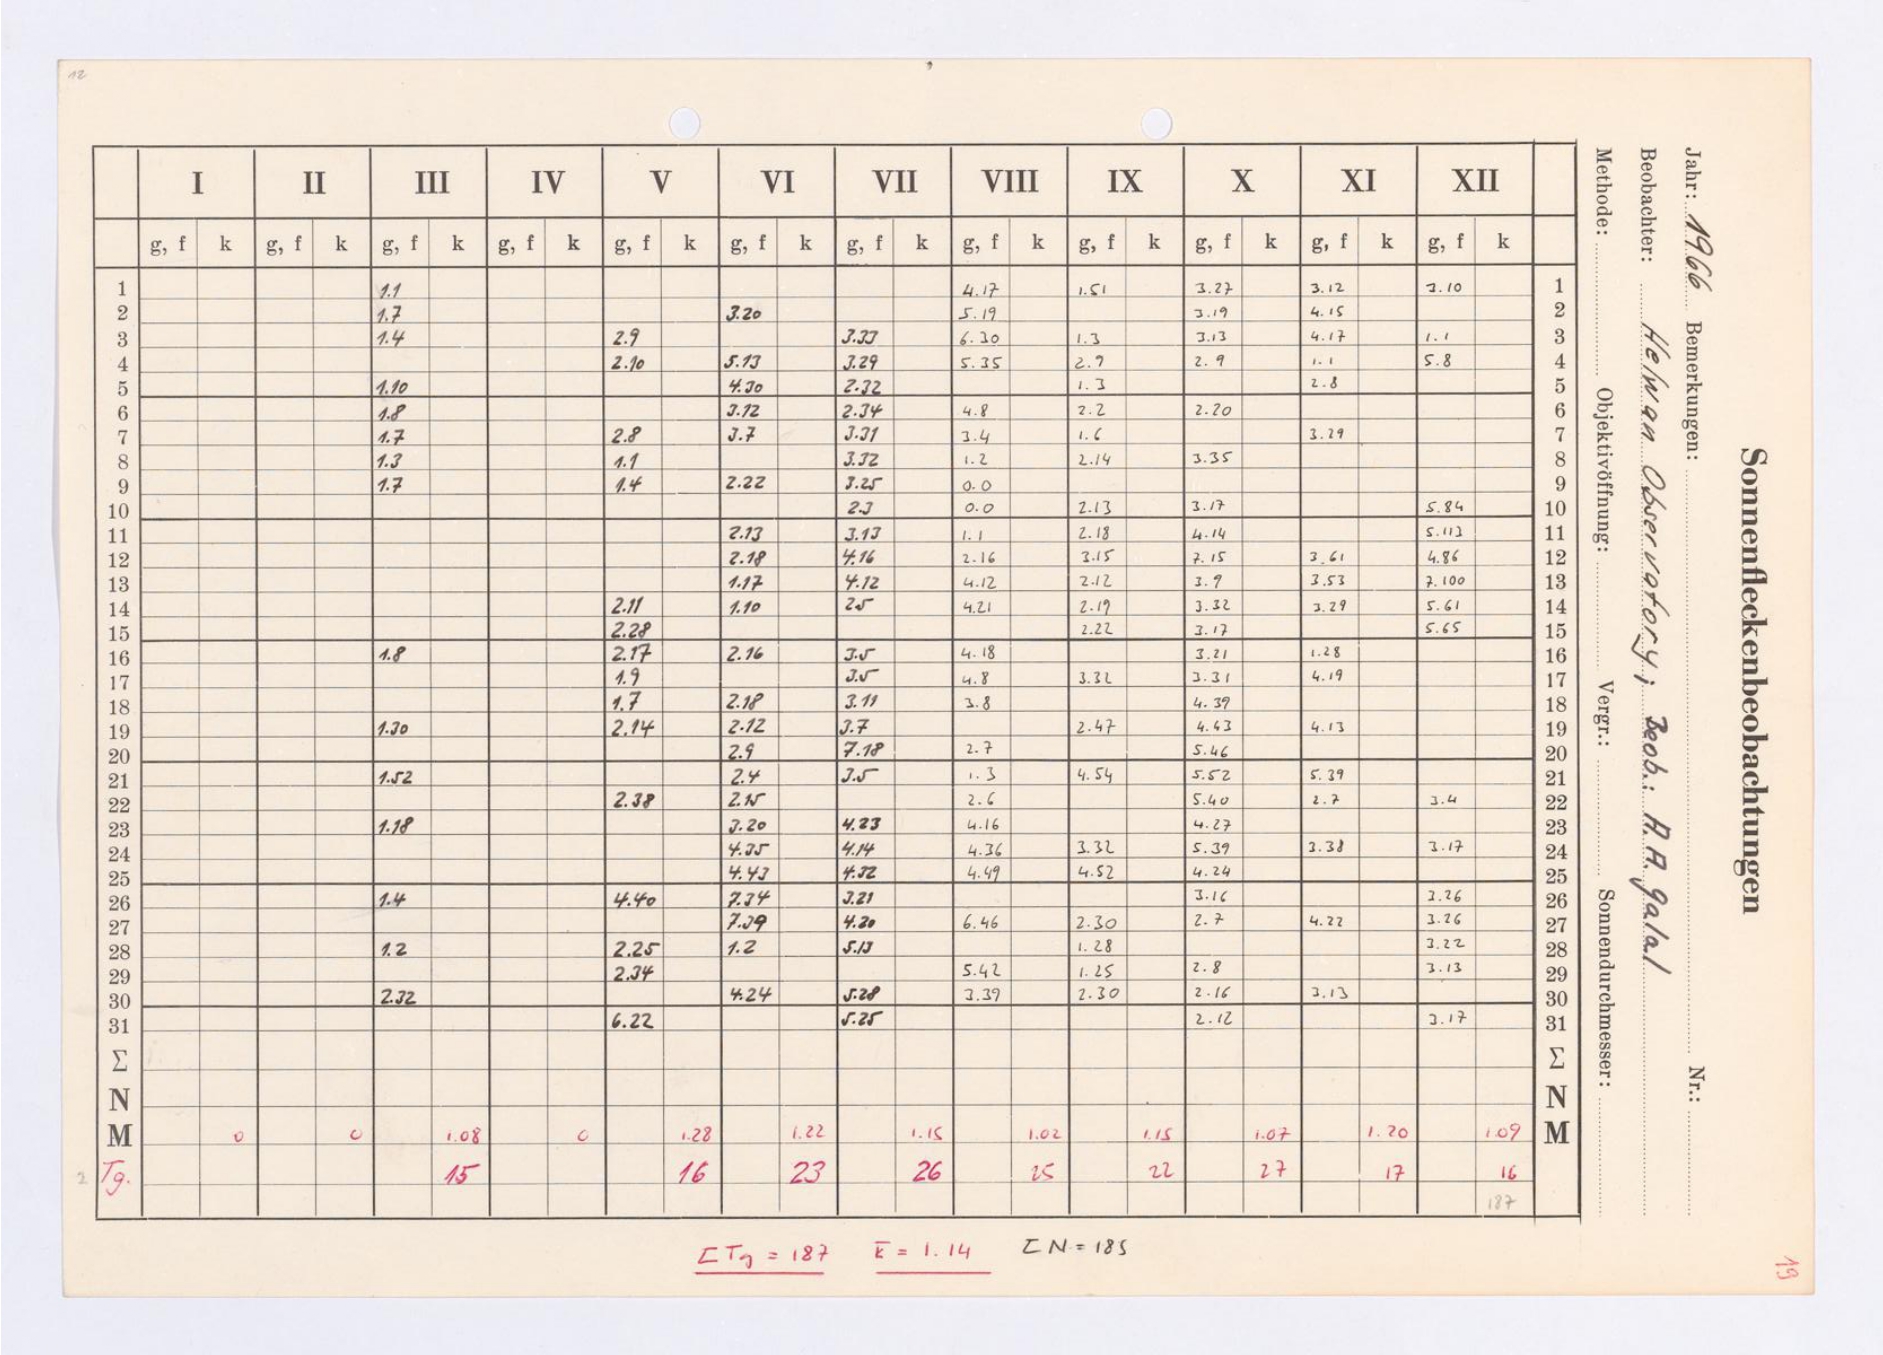 12
I II III IV V VI VII VIII IX X XI XII
g, f k g, f k g, f k g, f k g, f k g, f k g, f k g, f k g, f k g, f k g, f k g, f k
1 1.1 4.17 1.51 3.27 3.12 3.10 1
2 1.7 3.20 5.19 3.19 4.15 2
3 1.4 2.9 3.33 6.30 1.3 3.13 4.17 1.1 3
4 2.10 5.13 3.29 5.35 2.9 1.1 5.8 4
5 1.10 4.30 2.32 1.3 2.8 5
6 1.8 3.12 2.34 4.8 2.2 2.20 6
7 1.7 2.8 3.7 3.31 3.4 1.6 3.29 7
8 1.3 1.1 3.32 1.2 2.14 3.35 8
9 1.7 1.4 2.22 3.25 0.0 9
10 2.3 0.0 2.13 3.17 5.84 10
11 2.13 3.13 1.1 2.18 4.14 5.113 11
12 2.18 4.16 2.16 3.15 7.15 3.61 4.86 12
13 1.17 4.12 4.12 2.12 3.9 3.53 7.100 13
14 2.11 1.10 2.5 4.21 2.19 3.32 3.29 5.61 14
15 2.28 2.22 3.17 5.65 15
16 1.8 2.17 2.16 3.5 4.18 3.21 1.28 16
17 1.9 3.5 4.8 3.32 3.31 4.19 17
18 1.7 2.18 3.11 3.8 4.39 18
19 1.30 2.14 2.12 3.7 2.47 4.43 4.13 19
20 2.9 7.18 2.7 5.46 20
21 1.52 2.4 3.5 1.3 4.54 5.52 5.39 21
22 2.38 2.15 2.6 5.40 2.7 3.4 22
23 1.18 3.20 4.23 4.16 4.27 23
24 4.35 4.14 4.36 3.32 5.39 3.38 3.17 24
25 4.43 4.32 4.49 4.52 4.24 25
26 1.4 4.40 7.34 3.21 3.16 3.26 26
27 7.39 4.20 6.46 2.30 2.7 4.22 3.26 27
28 1.2 2.25 1.2 5.13 1.28 3.22 28
29 2.34 5.42 1.25 2.8 3.13 29
30 2.32 4.24 5.28 3.39 2.30 2.16 3.13 30
31 6.22 5.25 2.12 3.17 31
Σ Σ
N N
M 0 0 1.08 0 1.28 1.22 1.15 1.02 1.15 1.07 1.20 1.09 M
2 Tg. 15 16 23 26 25 22 27 17 16
187
Σ Tg = 187 k̄ = 1.14 Σ N = 185
Sonnenfleckenbeobachtungen
Jahr: 1966 Bemerkungen: Nr.:
Beobachter: Helwan Observatory; Beob.: A.A. galal
Methode: Objektivöffnung: Vergr.: Sonnendurchmesser:
19